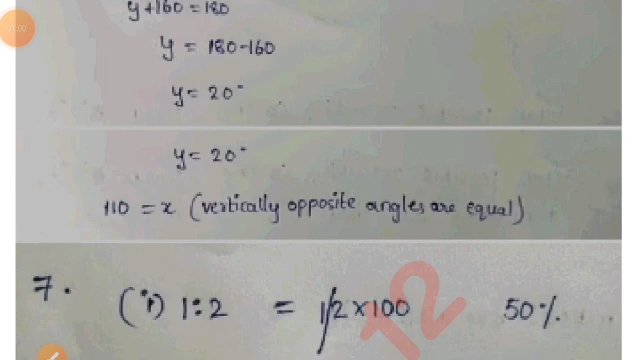 y+160=180
y = 180-160
y= 20°
y= 20°
110 = x (vertically opposite angles are equal)
7. (i) 1:2 = 1/2×100 50%
12